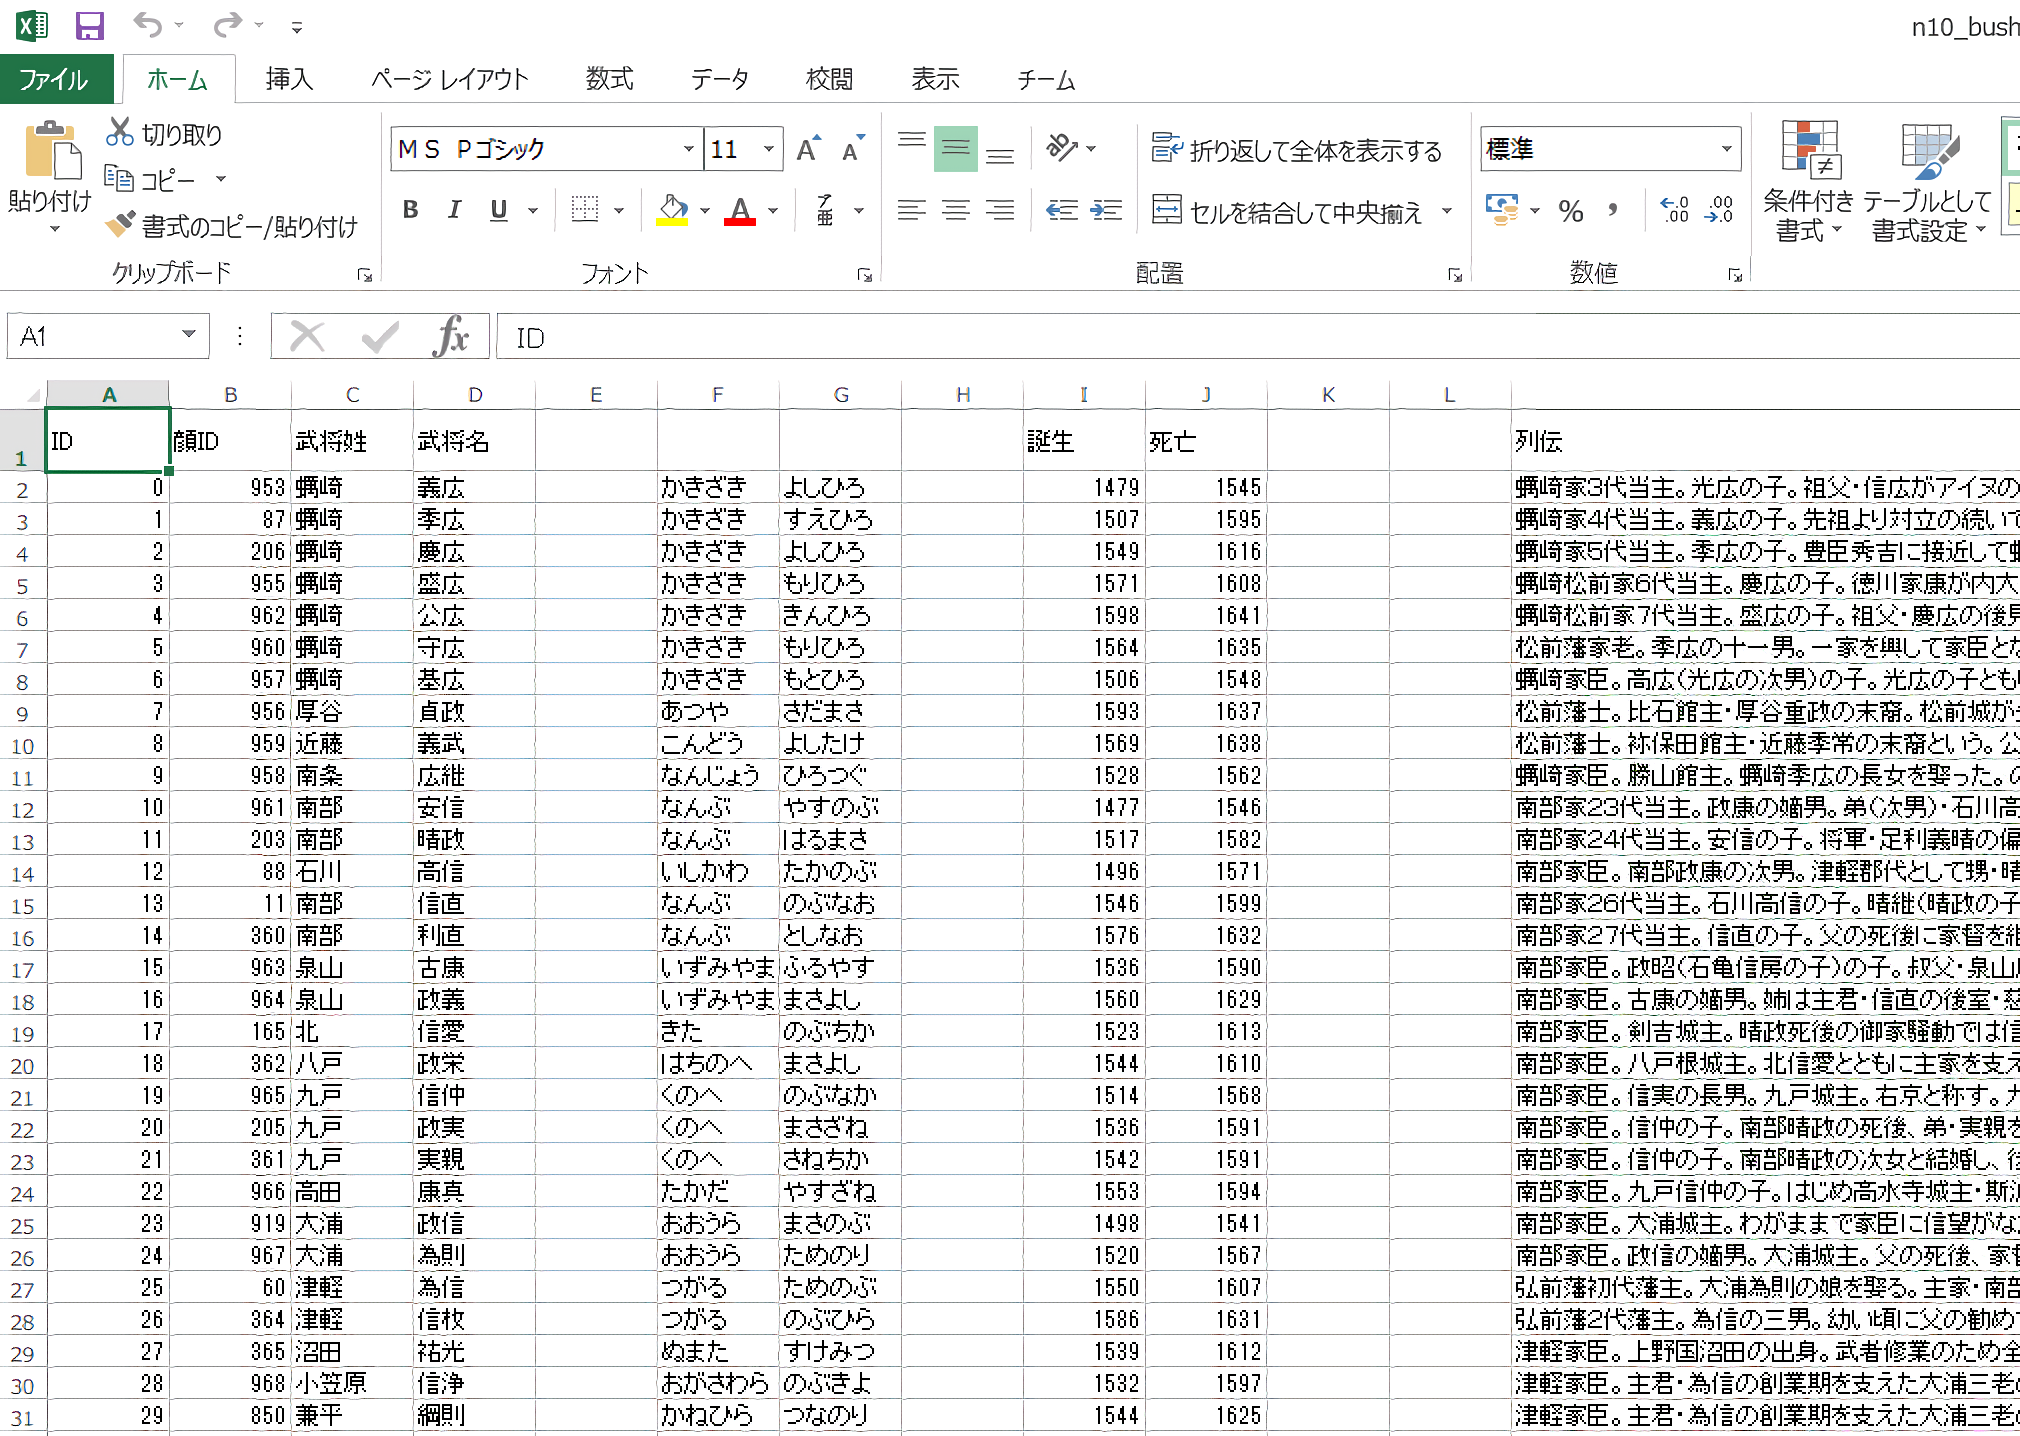 n10_bush
ファイル ホーム 挿入 ページ レイアウト 数式 データ 校閲 表示 チーム
貼り付け 切り取り コピー 書式のコピー/貼り付け
クリップボード
ＭＳ Ｐゴシック 11
B I U
フォント
折り返して全体を表示する
セルを結合して中央揃え
配置
標準
% ,
数値
条件付き書式 テーブルとして書式設定
A1 fx ID
A B C D E F G H I J K L
1 ID 顔ID 武将姓 武将名 誕生 死亡 列伝
2 0 953 蠣崎 義広 かきざき よしひろ 1479 1545 蠣崎家3代当主。光広の子。祖父・信広がアイヌの
3 1 87 蠣崎 季広 かきざき すえひろ 1507 1595 蠣崎家4代当主。義広の子。先祖より対立の続いて
4 2 206 蠣崎 慶広 かきざき よしひろ 1549 1616 蠣崎家5代当主。季広の子。豊臣秀吉に接近して蠣
5 3 955 蠣崎 盛広 かきざき もりひろ 1571 1608 蠣崎松前家6代当主。慶広の子。徳川家康が内大
6 4 962 蠣崎 公広 かきざき きんひろ 1598 1641 蠣崎松前家7代当主。盛広の子。祖父・慶広の後見
7 5 960 蠣崎 守広 かきざき もりひろ 1564 1635 松前藩家老。季広の十一男。一家を興して家臣とな
8 6 957 蠣崎 基広 かきざき もとひろ 1506 1548 蠣崎家臣。高広（光広の次男）の子。光広の子とも
9 7 956 厚谷 貞政 あつや さだまさ 1593 1637 松前藩士。比石館主・厚谷重政の末裔。松前城が
10 8 959 近藤 義武 こんどう よしたけ 1569 1638 松前藩士。祢保田館主・近藤季常の末裔という。公
11 9 958 南条 広継 なんじょう ひろつぐ 1528 1562 蠣崎家臣。勝山館主。蠣崎季広の長女を娶った。の
12 10 961 南部 安信 なんぶ やすのぶ 1477 1546 南部家23代当主。政康の嫡男。弟（次男）・石川高
13 11 203 南部 晴政 なんぶ はるまさ 1517 1582 南部家24代当主。安信の子。将軍・足利義晴の偏
14 12 88 石川 高信 いしかわ たかのぶ 1496 1571 南部家臣。南部政康の次男。津軽郡代として甥・晴
15 13 11 南部 信直 なんぶ のぶなお 1546 1599 南部家26代当主。石川高信の子。晴継（晴政の子
16 14 360 南部 利直 なんぶ としなお 1576 1632 南部家27代当主。信直の子。父の死後に家督を継
17 15 963 泉山 古康 いずみやま ふるやす 1536 1590 南部家臣。政昭（石亀信房の子）の子。叔父・泉山
18 16 964 泉山 政義 いずみやま まさよし 1560 1629 南部家臣。古康の嫡男。姉は主君・信直の後室・慈
19 17 165 北 信愛 きた のぶちか 1523 1613 南部家臣。剣吉城主。晴政死後の御家騒動では信
20 18 362 八戸 政栄 はちのへ まさよし 1544 1610 南部家臣。八戸根城主。北信愛とともに主家を支え
21 19 965 九戸 信仲 くのへ のぶなか 1514 1568 南部家臣。信実の長男。九戸城主。右京と称す。
22 20 205 九戸 政実 くのへ まさざね 1536 1591 南部家臣。信仲の子。南部晴政の死後、弟・実親を
23 21 361 九戸 実親 くのへ さねちか 1542 1591 南部家臣。信仲の子。南部晴政の次女と結婚し、後
24 22 966 高田 康真 たかだ やすざね 1553 1594 南部家臣。九戸信仲の子。はじめ高水寺城主・斯波
25 23 919 大浦 政信 おおうら まさのぶ 1498 1541 南部家臣。大浦城主。わがままで家臣に信望がな
26 24 967 大浦 為則 おおうら ためのり 1520 1567 南部家臣。政信の嫡男。大浦城主。父の死後、家督
27 25 60 津軽 為信 つがる ためのぶ 1550 1607 弘前藩初代藩主。大浦為則の娘を娶る。主家・南部
28 26 364 津軽 信枚 つがる のぶひら 1586 1631 弘前藩2代藩主。為信の三男。幼い頃に父の勧め
29 27 365 沼田 祐光 ぬまた すけみつ 1539 1612 津軽家臣。上野国沼田の出身。武者修業のため全
30 28 968 小笠原 信浄 おがさわら のぶきよ 1532 1597 津軽家臣。主君・為信の創業期を支えた大浦三老の
31 29 850 兼平 綱則 かねひら つなのり 1544 1625 津軽家臣。主君・為信の創業期を支えた大浦三老の